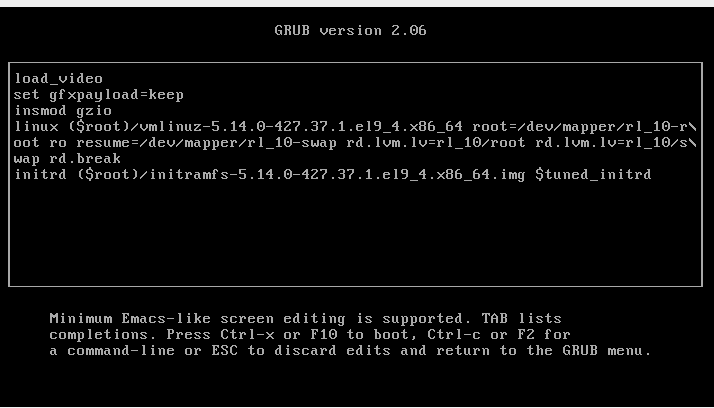 GRUB version 2.06
load_video
set gfxpayload=keep
insmod gzio
linux ($root)/vmlinuz-5.14.0-427.37.1.el9_4.x86_64 root=/dev/mapper/rl_10-r\
oot ro resume=/dev/mapper/rl_10-swap rd.lvm.lv=rl_10/root rd.lvm.lv=rl_10/s\
wap rd.break
initrd ($root)/initramfs-5.14.0-427.37.1.el9_4.x86_64.img $tuned_initrd
Minimum Emacs-like screen editing is supported. TAB lists
completions. Press Ctrl-x or F10 to boot, Ctrl-c or F2 for
a command-line or ESC to discard edits and return to the GRUB menu.